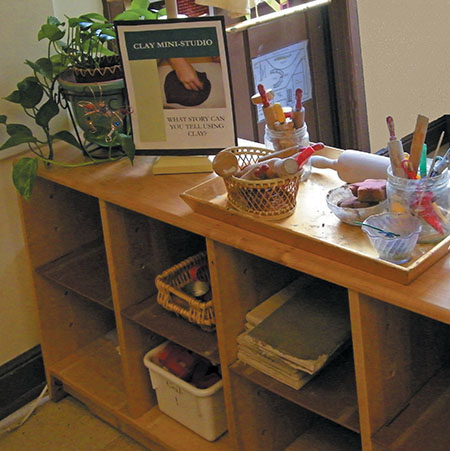 CLAY MINI-STUDIO
WHAT STORY CAN
YOU TELL USING
CLAY?